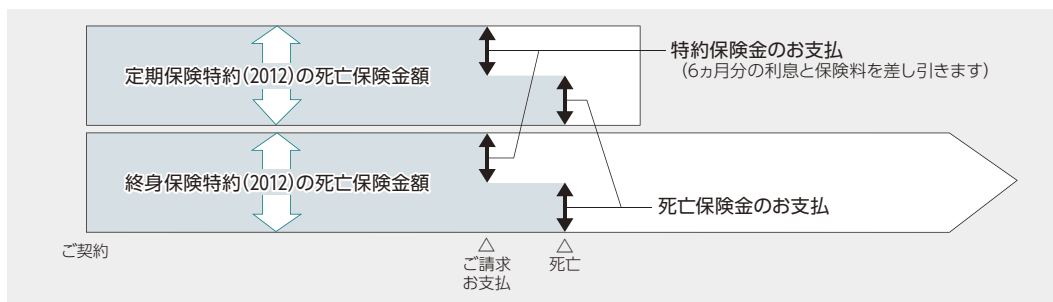 定期保険特約(2012)の死亡保険金額
特約保険金のお支払
(6ヵ月分の利息と保険料を差し引きます)
終身保険特約(2012)の死亡保険金額
死亡保険金のお支払
ご契約
△
ご請求
お支払
△
死亡